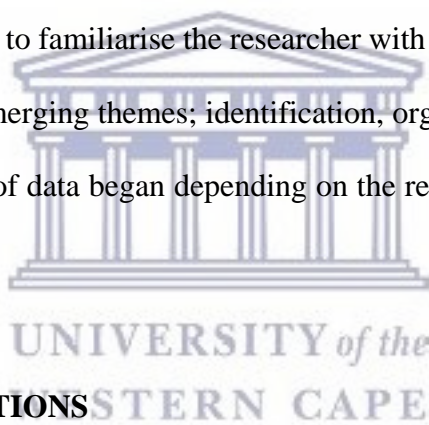 to familiarise the researcher with
merging themes; identification, org
of data began depending on the re
UNIVERSITY of the
WESTERN CAPE
TIONS